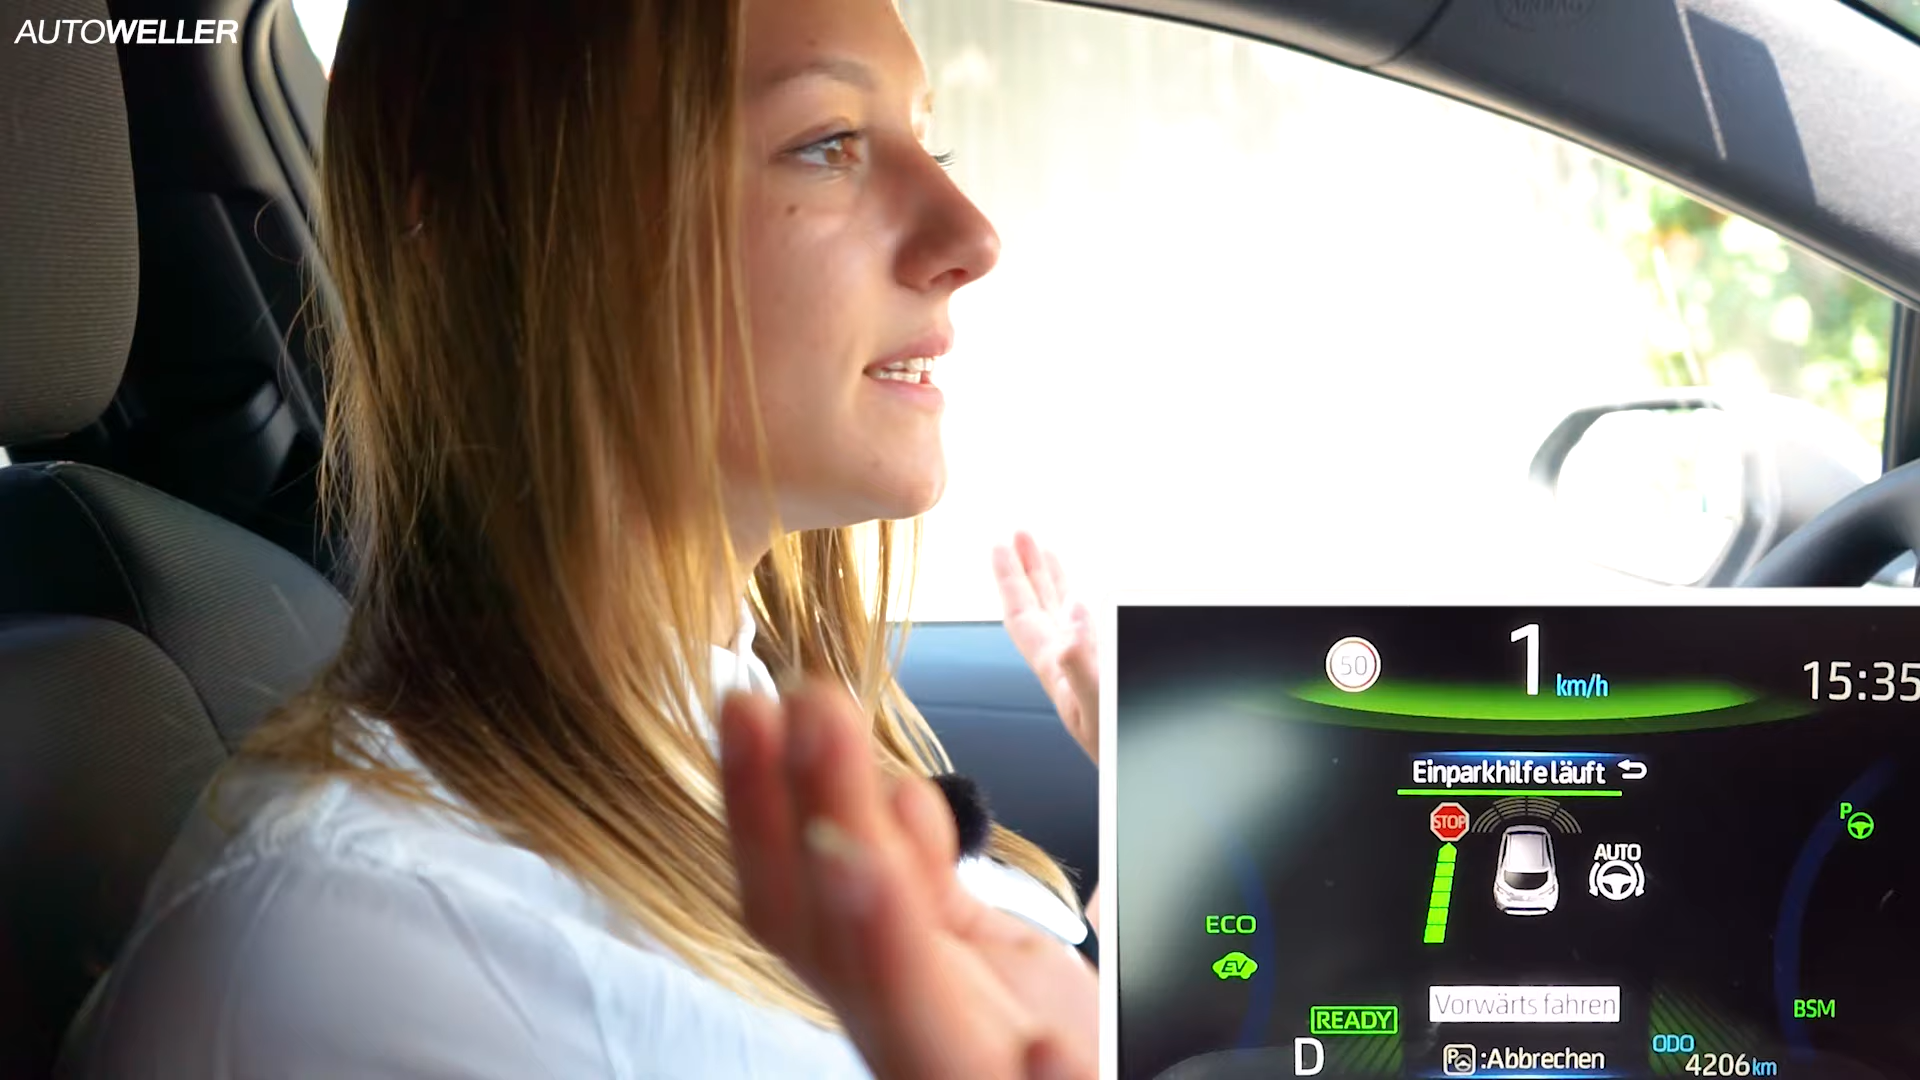 AUTOWELLER
50
1 km/h
15:35
Einparkhilfe läuft
STOP
AUTO
P
ECO
EV
READY
Vorwärts fahren
BSM
D
P :Abbrechen
ODO
4206 km